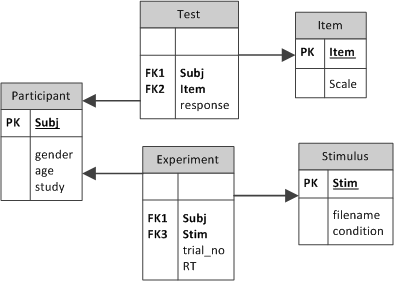 Test
FK1 Subj
FK2 Item
response
Item
PK Item
Scale
Participant
PK Subj
gender
age
study
Experiment
FK1 Subj
FK3 Stim
trial_no
RT
Stimulus
PK Stim
filename
condition